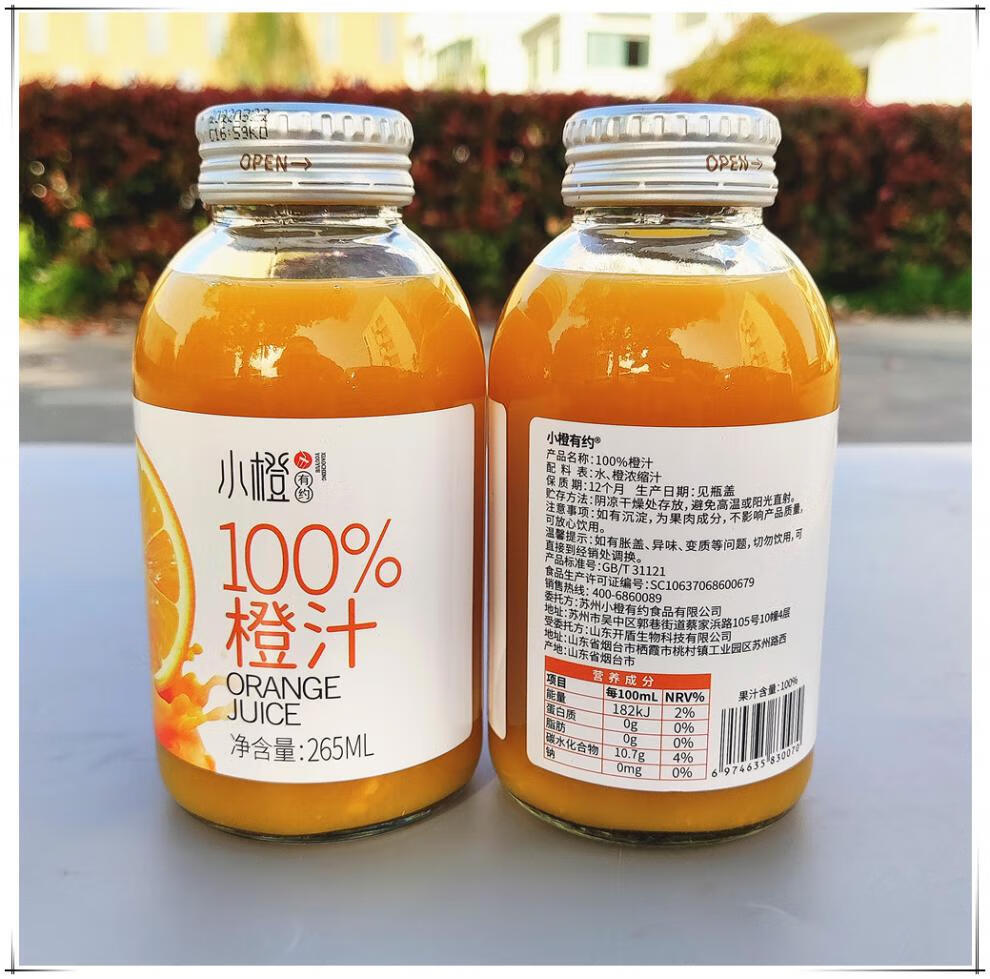 OPEN→
小橙
有约
100%
橙汁
ORANGE
JUICE
净含量:265ML
OPEN→
小橙有约®
产品名称:100%橙汁
配 料 表:水、橙浓缩汁
保 质 期:12个月 生产日期:见瓶盖
贮存方法:阴凉干燥处存放,避免高温或阳光直射。
注意事项:如有沉淀,为果肉成分,不影响产品质量,
可放心饮用。
温馨提示:如有胀盖、异味、变质等问题,切勿饮用,可
直接到经销处调换。
产品标准号:GB/T 31121
食品生产许可证编号:SC10637068600679
销售热线: 400-6860089
委托方:苏州小橙有约食品有限公司
地址:苏州市吴中区郭巷街道蔡家浜路105号10幢4层
受委托方:山东开盾生物科技有限公司
地址:山东省烟台市栖霞市桃村镇工业园区苏州路西
产地:山东省烟台市
营 养 成 分
项目 每100mL NRV%
能量 182kJ 2%
蛋白质 0g 0%
脂肪 0g 0%
碳水化合物 10.7g 4%
钠 0mg 0%
果汁含量:100%
6 974635 830078